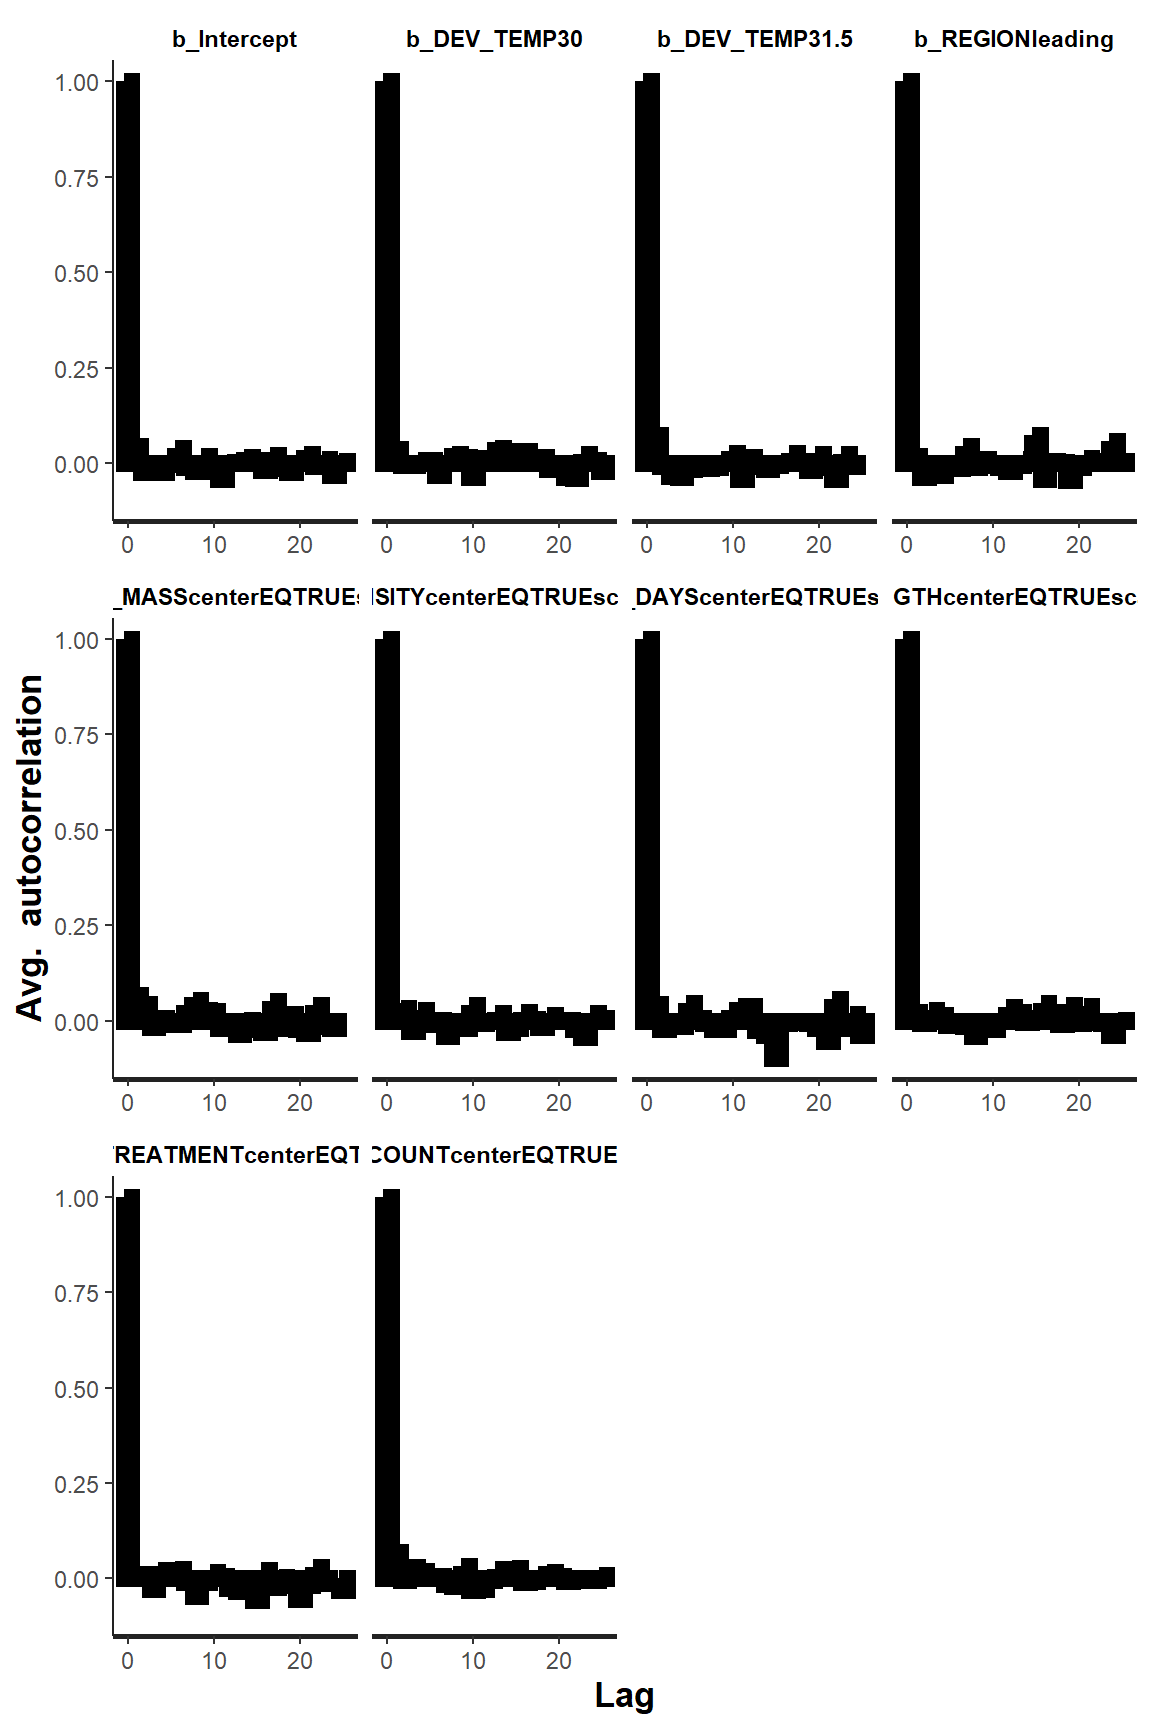 b_Intercept b_DEV_TEMP30 b_DEV_TEMP31.5 b_REGIONleading
1.00
0.75
0.50
0.25
0.00
0 10 20 0 10 20 0 10 20 0 10 20
_MASScenterEQTRUEs ISITYcenterEQTRUEsc _DAYScenterEQTRUEs GTHcenterEQTRUEsc
1.00
0.75
0.50
0.25
0.00
0 10 20 0 10 20 0 10 20 0 10 20
Avg. autocorrelation
TREATMENTcenterEQT COUNTcenterEQTRUE
1.00
0.75
0.50
0.25
0.00
0 10 20 0 10 20
Lag